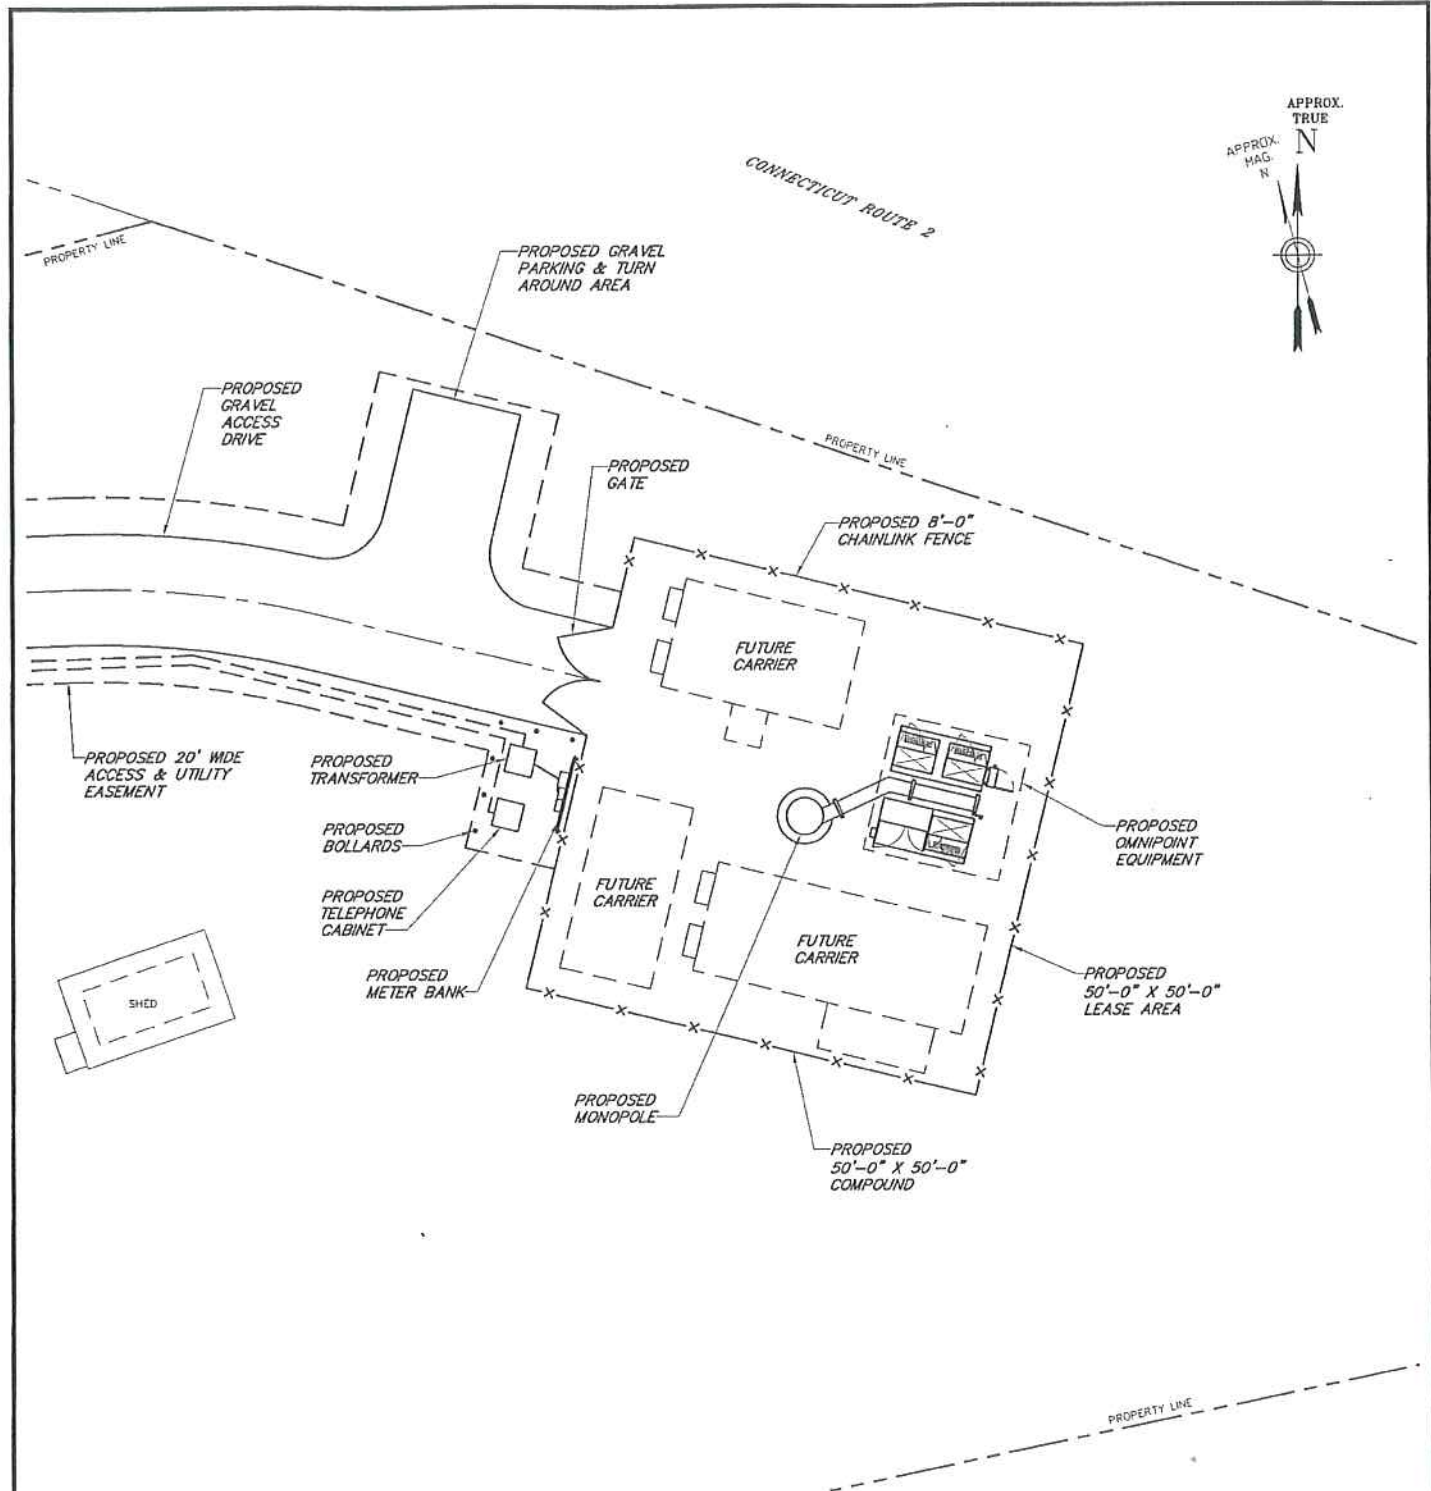 APPROX.
TRUE
N
APPROX.
MAG.
N
CONNECTICUT ROUTE 2
PROPERTY LINE
PROPOSED GRAVEL
PARKING & TURN
AROUND AREA
PROPOSED
GRAVEL
ACCESS
DRIVE
PROPERTY LINE
PROPOSED
GATE
PROPOSED 8'-0"
CHAINLINK FENCE
FUTURE
CARRIER
PROPOSED 20' WIDE
ACCESS & UTILITY
EASEMENT
PROPOSED
TRANSFORMER
PROPOSED
BOLLARDS
PROPOSED
OMNIPOINT
EQUIPMENT
FUTURE
CARRIER
PROPOSED
TELEPHONE
CABINET
FUTURE
CARRIER
PROPOSED
METER BANK
PROPOSED
50'-0" X 50'-0"
LEASE AREA
SHED
PROPOSED
MONOPOLE
PROPOSED
50'-0" X 50'-0"
COMPOUND
PROPERTY LINE